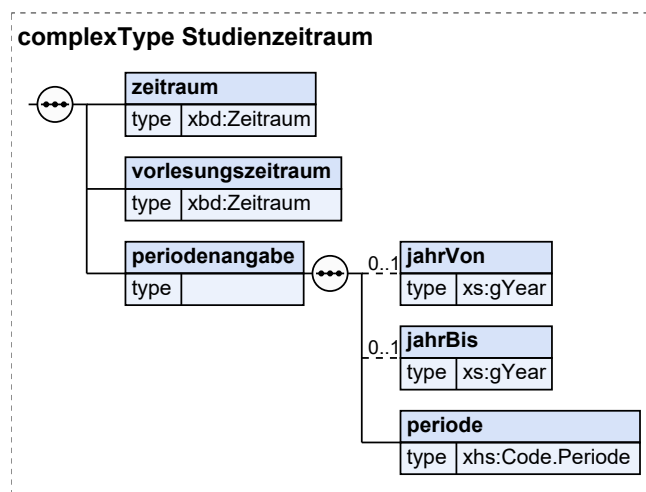 complexType Studienzeitraum
zeitraum
type xbd:Zeitraum
vorlesungszeitraum
type xbd:Zeitraum
periodenangabe
type
0..1 jahrVon
type xs:gYear
0..1 jahrBis
type xs:gYear
periode
type xhs:Code.Periode